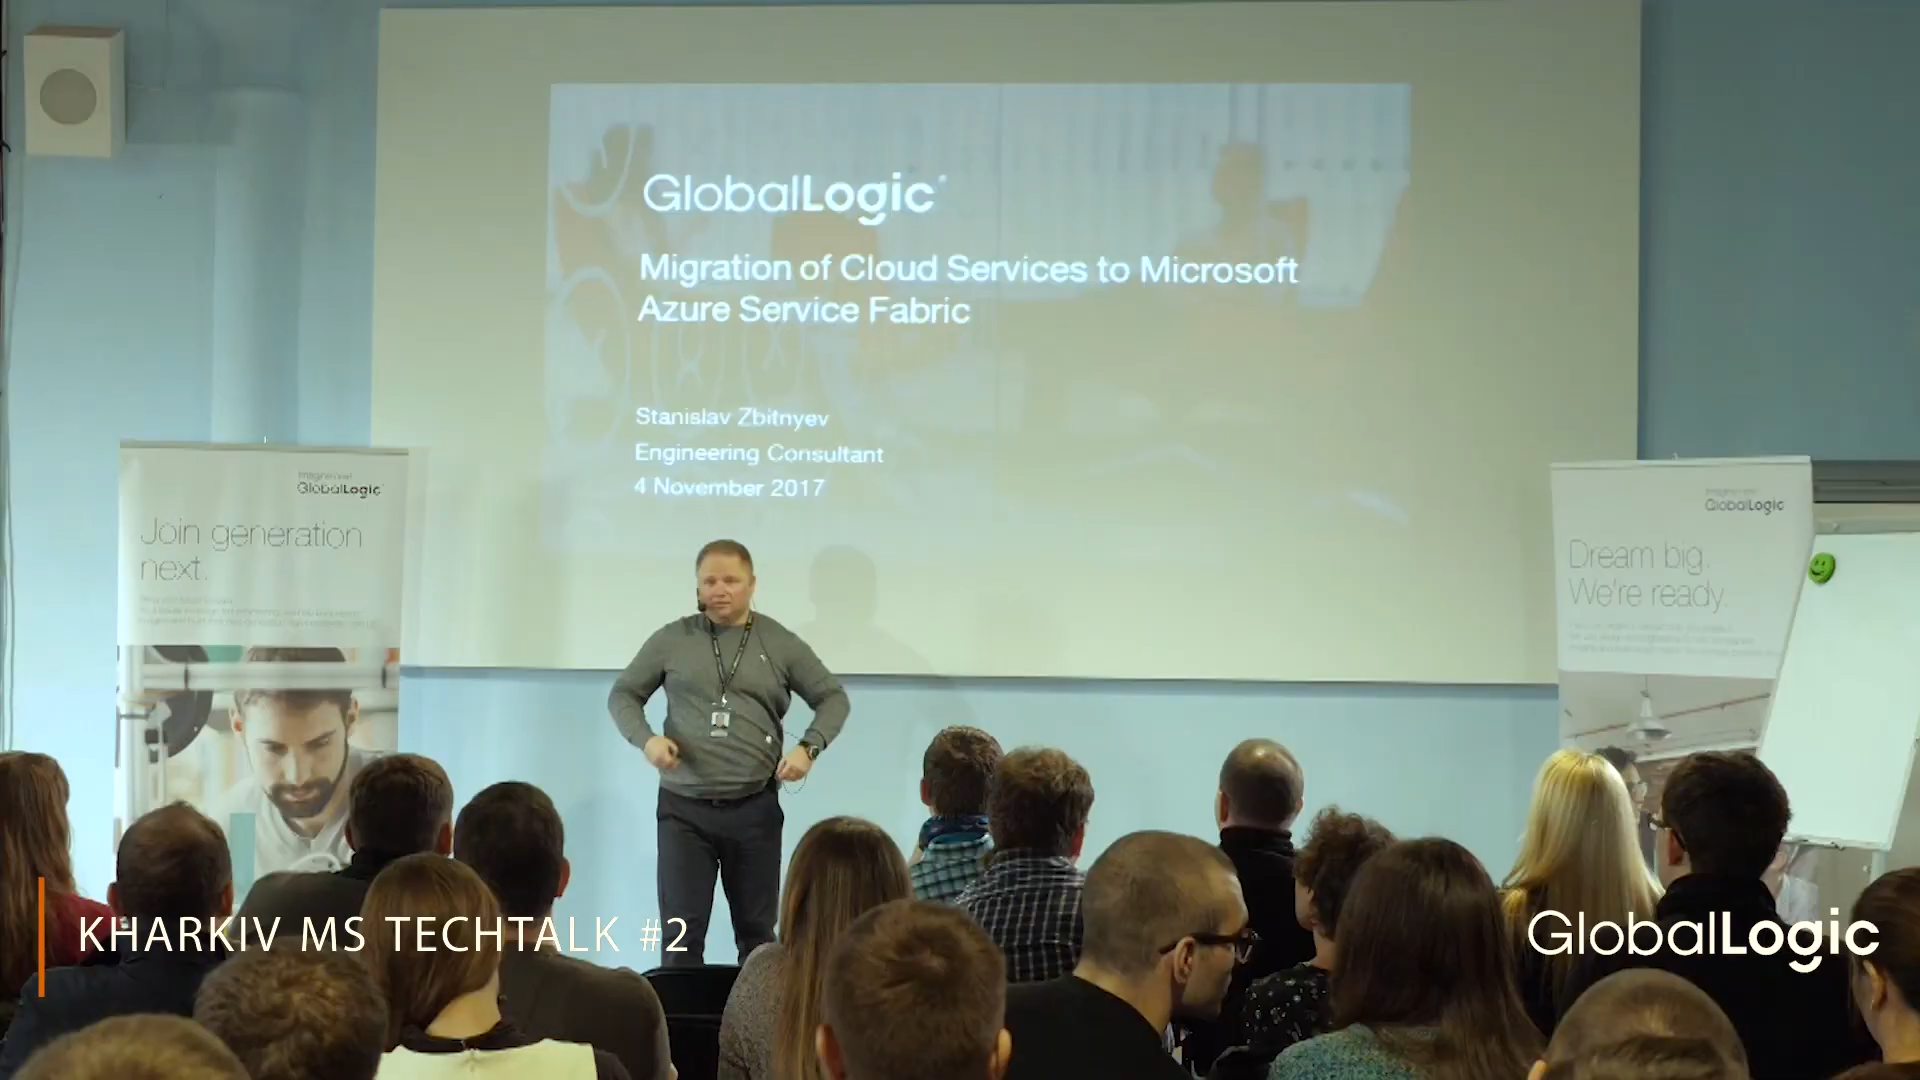 GlobalLogic
Migration of Cloud Services to Microsoft
Azure Service Fabric
Stanislav Zbitnyev
Engineering Consultant
4 November 2017
GlobalLogic
Join generation
next.
GlobalLogic
Dream big.
We're ready.
KHARKIV MS TECHTALK #2
GlobalLogic